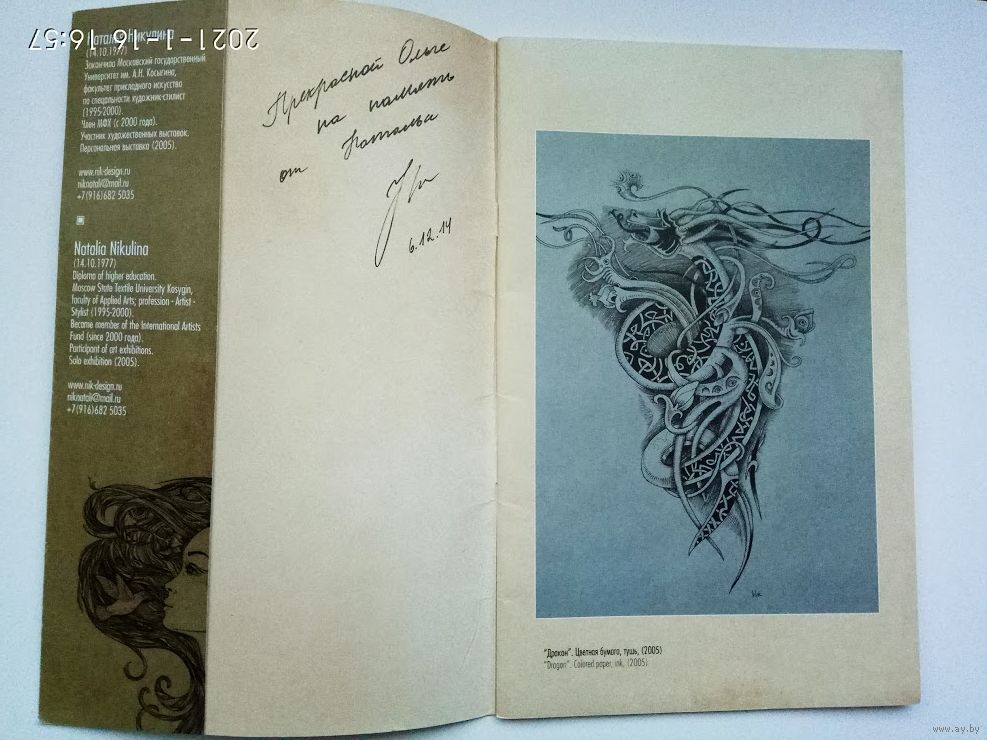 2021-1-16 16:57
Наталья Никулина
(14.10.1977)
Закончила Московский государственный
Университет им. А.Н. Косыгина,
факультет прикладного искусства
по специальности художник-стилист
(1995-2000).
Член МФХ (с 2000 года).
Участник художественных выставок.
Персональная выставка (2005).
www.nik-design.ru
niknatali@mail.ru
+7(916)682 5035
Natalia Nikulina
(14.10.1977)
Diploma of higher education.
Moscow State Textile University Kosygin,
faculty of Applied Arts; profession - Artist -
Stylist (1995-2000).
Became member of the International Artists
Fund (since 2000 года).
Participant of art exhibitions.
Solo exhibition (2005).
www.nik-design.ru
niknatali@mail.ru
+7(916)682 5035
Прекрасной Ольге
на память
от Натальи
6.12.14
Nik
"Дракон". Цветная бумага, тушь, (2005)
"Dragon". Colored paper, ink, (2005)
www.ay.by